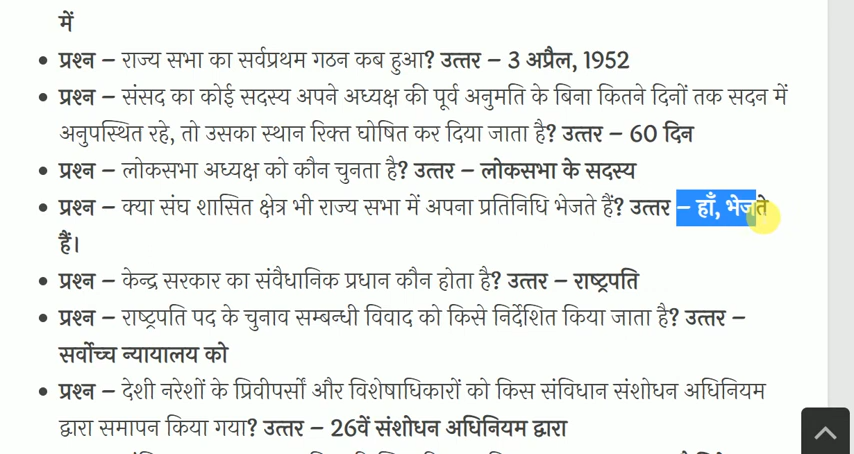 में
प्रश्न – राज्य सभा का सर्वप्रथम गठन कब हुआ? उत्तर – 3 अप्रैल, 1952
प्रश्न – संसद का कोई सदस्य अपने अध्यक्ष की पूर्व अनुमति के बिना कितने दिनों तक सदन में
अनुपस्थित रहे, तो उसका स्थान रिक्त घोषित कर दिया जाता है? उत्तर – 60 दिन
प्रश्न – लोकसभा अध्यक्ष को कौन चुनता है? उत्तर – लोकसभा के सदस्य
प्रश्न – क्या संघ शासित क्षेत्र भी राज्य सभा में अपना प्रतिनिधि भेजते हैं? उत्तर – हाँ, भेजते
हैं।
प्रश्न – केन्द्र सरकार का संवैधानिक प्रधान कौन होता है? उत्तर – राष्ट्रपति
प्रश्न – राष्ट्रपति पद के चुनाव सम्बन्धी विवाद को किसे निर्देशित किया जाता है? उत्तर –
सर्वोच्च न्यायालय को
प्रश्न – देशी नरेशों के प्रिवीपर्सों और विशेषाधिकारों को किस संविधान संशोधन अधिनियम
द्वारा समापन किया गया? उत्तर – 26वें संशोधन अधिनियम द्वारा